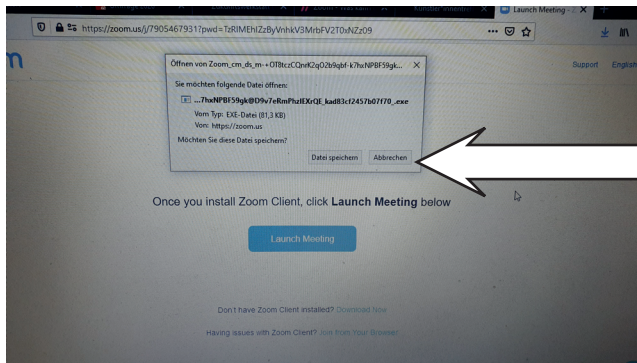 Launch Meeting -
https://zoom.us/j/7905467931?pwd=TzRIMEhIZzByVnhkV3MrbFV2T0xNZz09
Support English
Öffnen von Zoom_cm_ds_m-+OT8tczCQnrK2qO2b9qbf-k7hxNPBF59gk...
Sie möchten folgende Datei öffnen:
...7hxNPBF59gk@D9v7eRmPhzIEXrQE_kad83cf2457b07f70_.exe
Vom Typ: EXE-Datei (81,3 KB)
Von: https://zoom.us
Möchten Sie diese Datei speichern?
Datei speichern Abbrechen
Once you install Zoom Client, click Launch Meeting below
Launch Meeting
Don't have Zoom Client installed? Download Now
Having issues with Zoom Client? Join from Your Browser